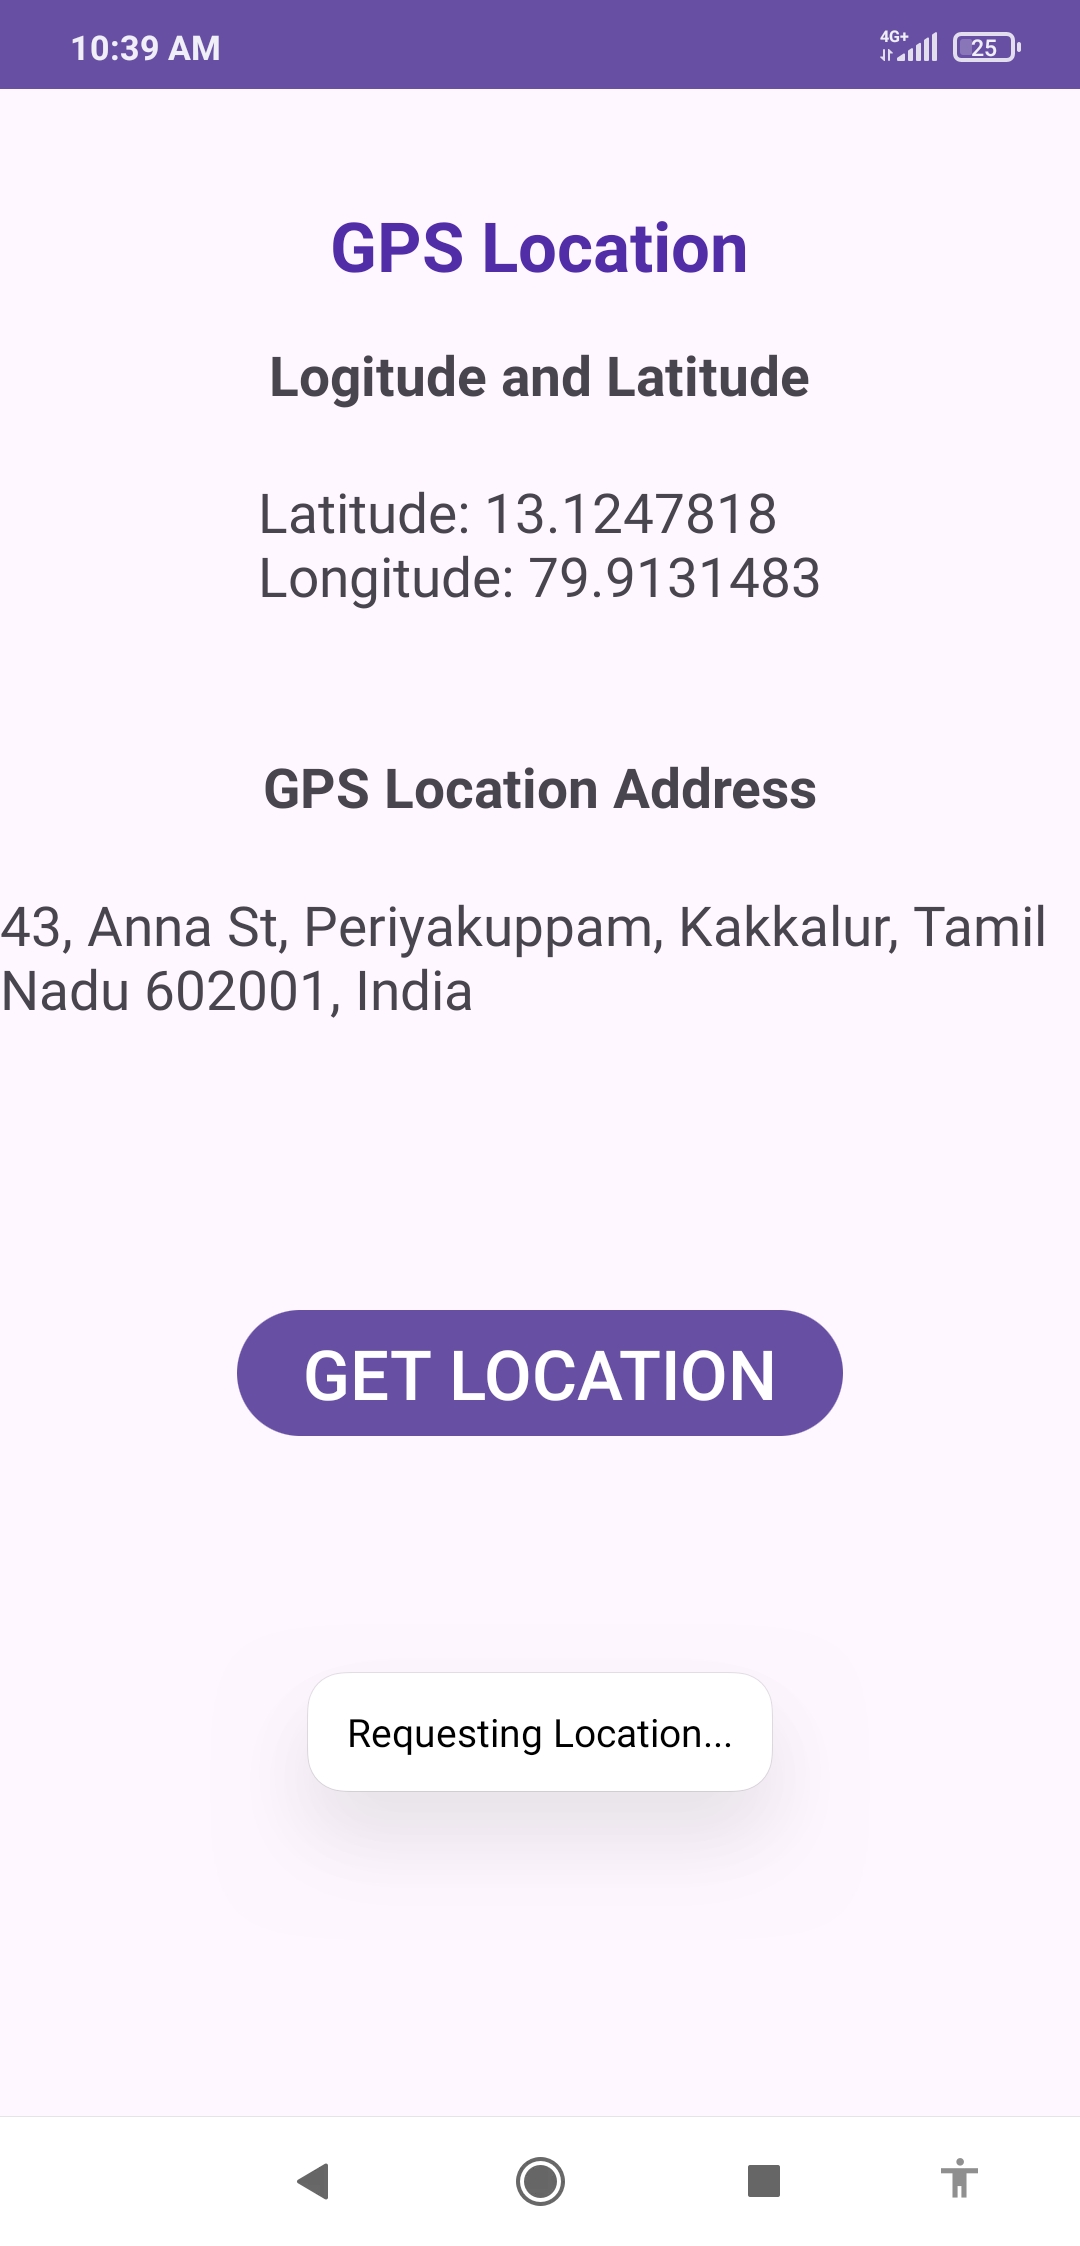 10:39 AM 4G+ 25
GPS Location
Logitude and Latitude
Latitude: 13.1247818
Longitude: 79.9131483
GPS Location Address
43, Anna St, Periyakuppam, Kakkalur, Tamil
Nadu 602001, India
GET LOCATION
Requesting Location...